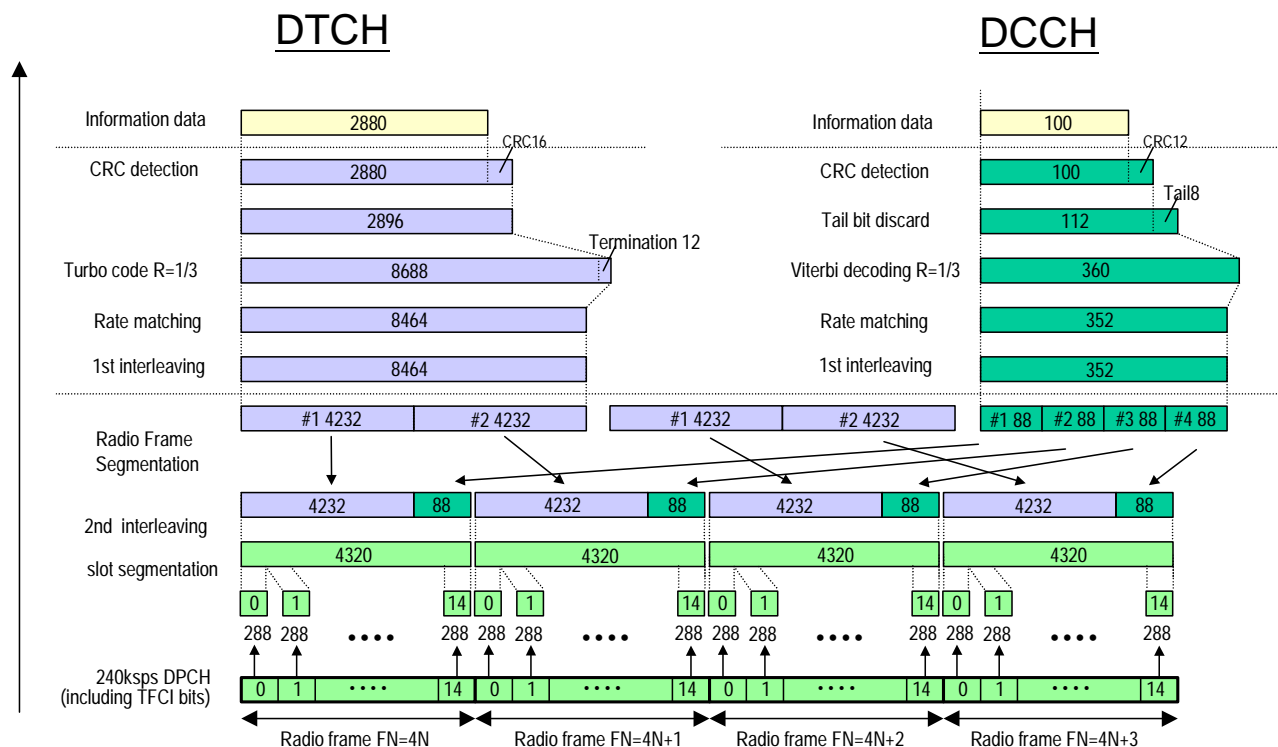 DTCH DCCH
Information data 2880 Information data 100
CRC16 CRC12
CRC detection 2880 CRC detection 100
Tail8
2896 Tail bit discard 112
Termination 12
Turbo code R=1/3 8688 Viterbi decoding R=1/3 360
Rate matching 8464 Rate matching 352
1st interleaving 8464 1st interleaving 352
#1 4232 #2 4232 #1 4232 #2 4232 #1 88 #2 88 #3 88 #4 88
Radio Frame
Segmentation
4232 88 4232 88 4232 88 4232 88
2nd interleaving
4320 4320 4320 4320
slot segmentation
0 1 14 0 1 14 0 1 14 0 1 14
288 288 •••• 288 288 288 •••• 288 288 288 •••• 288 288 288 •••• 288
240ksps DPCH
(including TFCI bits)
0 1 •••• 14 0 1 •••• 14 0 1 •••• 14 0 1 •••• 14
Radio frame FN=4N Radio frame FN=4N+1 Radio frame FN=4N+2 Radio frame FN=4N+3